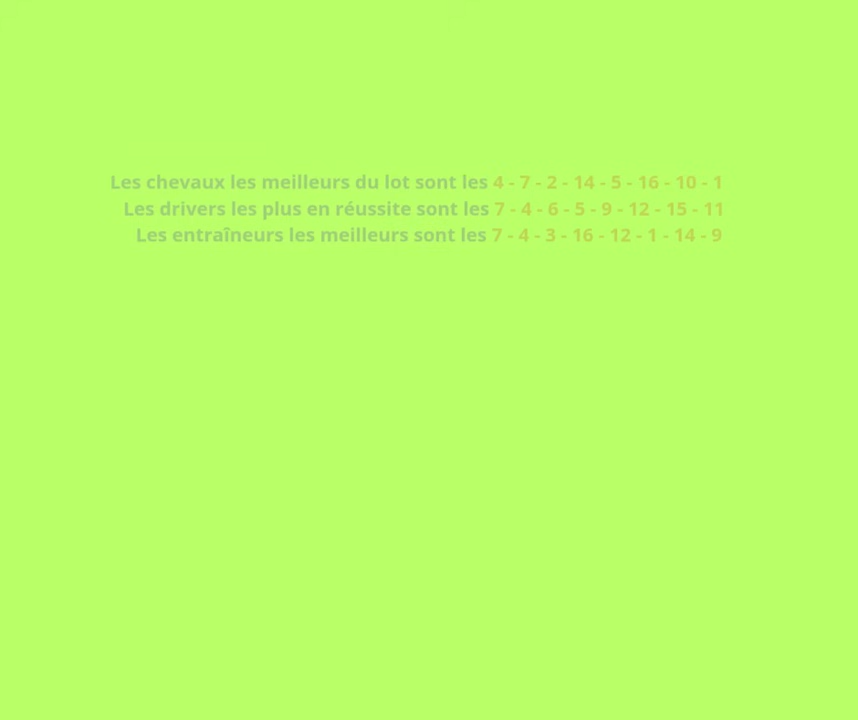 Les chevaux les meilleurs du lot sont les 4 - 7 - 2 - 14 - 5 - 16 - 10 - 1
Les drivers les plus en réussite sont les 7 - 4 - 6 - 5 - 9 - 12 - 15 - 11
Les entraîneurs les meilleurs sont les 7 - 4 - 3 - 16 - 12 - 1 - 14 - 9